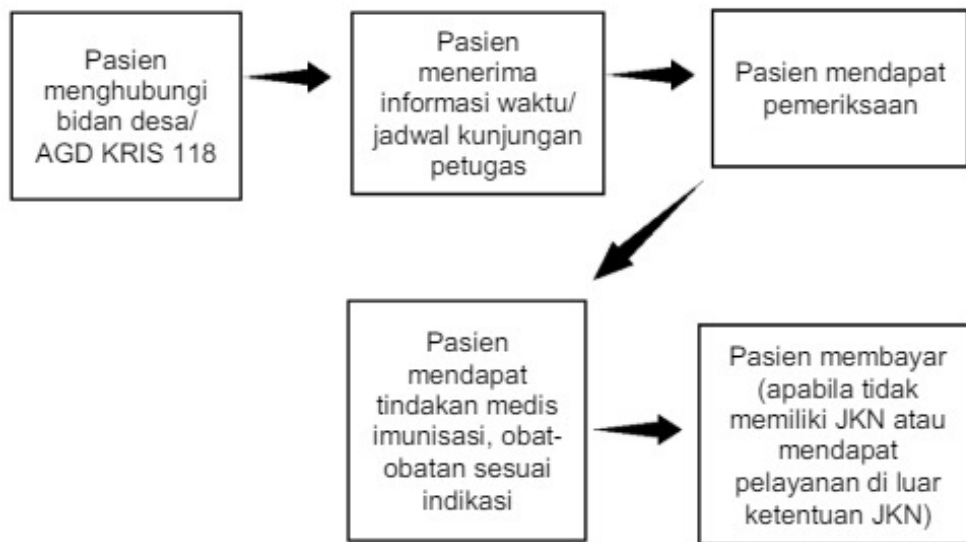 Pasien
menghubungi
bidan desa/
AGD KRIS 118
Pasien
menerima
informasi waktu/
jadwal kunjungan
petugas
Pasien mendapat
pemeriksaan
Pasien
mendapat
tindakan medis
imunisasi, obat-
obatan sesuai
indikasi
Pasien membayar
(apabila tidak
memiliki JKN atau
mendapat
pelayanan di luar
ketentuan JKN)